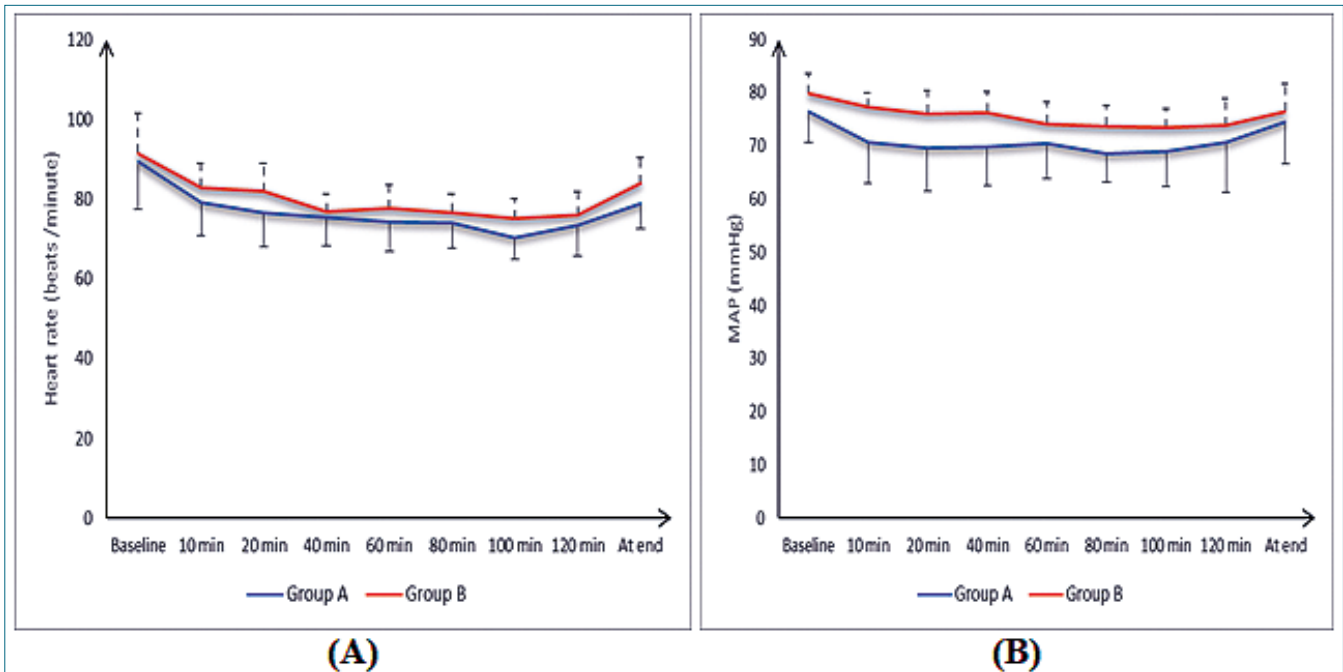 120
100
80
60
40
20
0
Heart rate (beats /minute)
Baseline 10 min 20 min 40 min 60 min 80 min 100 min 120 min At end
Group A Group B
(A)
90
80
70
60
50
40
30
20
10
0
MAP (mmHg)
Baseline 10 min 20 min 40 min 60 min 80 min 100 min 120 min At end
Group A Group B
(B)